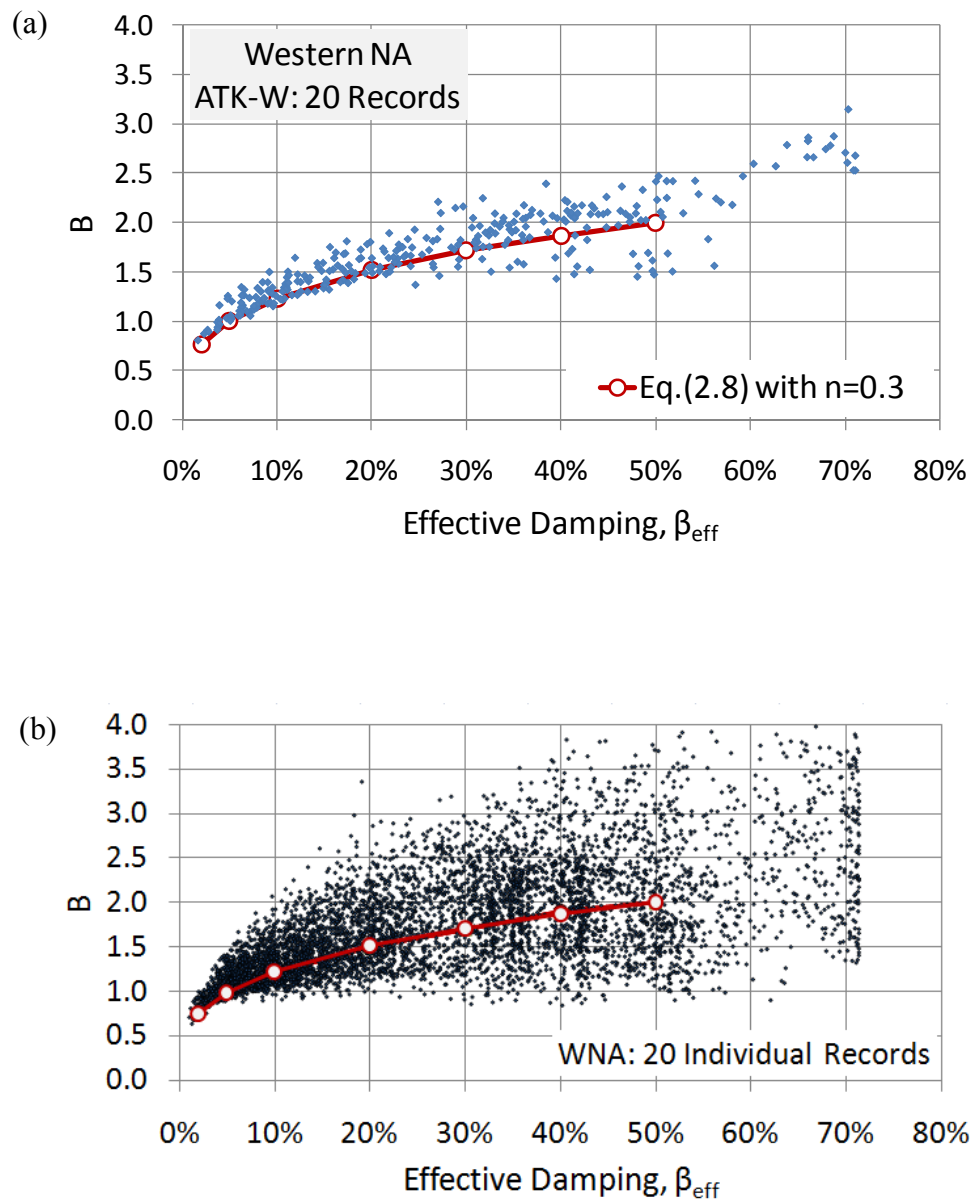 (a)
4.0
3.5
3.0
2.5
2.0
1.5
1.0
0.5
0.0
B
Western NA
ATK-W: 20 Records
Eq.(2.8) with n=0.3
0% 10% 20% 30% 40% 50% 60% 70% 80%
Effective Damping, βeff
(b)
4.0
3.5
3.0
2.5
2.0
1.5
1.0
0.5
0.0
B
WNA: 20 Individual Records
0% 10% 20% 30% 40% 50% 60% 70% 80%
Effective Damping, βeff